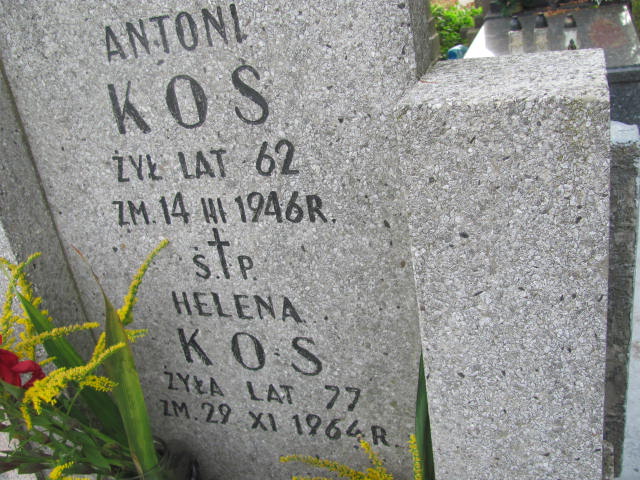 ANTONI
KOS
ŻYŁ LAT 62
ZM. 14 III 1946 R.
Ś.†P.
HELENA
KOS
ŻYŁA LAT 77
ZM. 29 XI 1964 R.